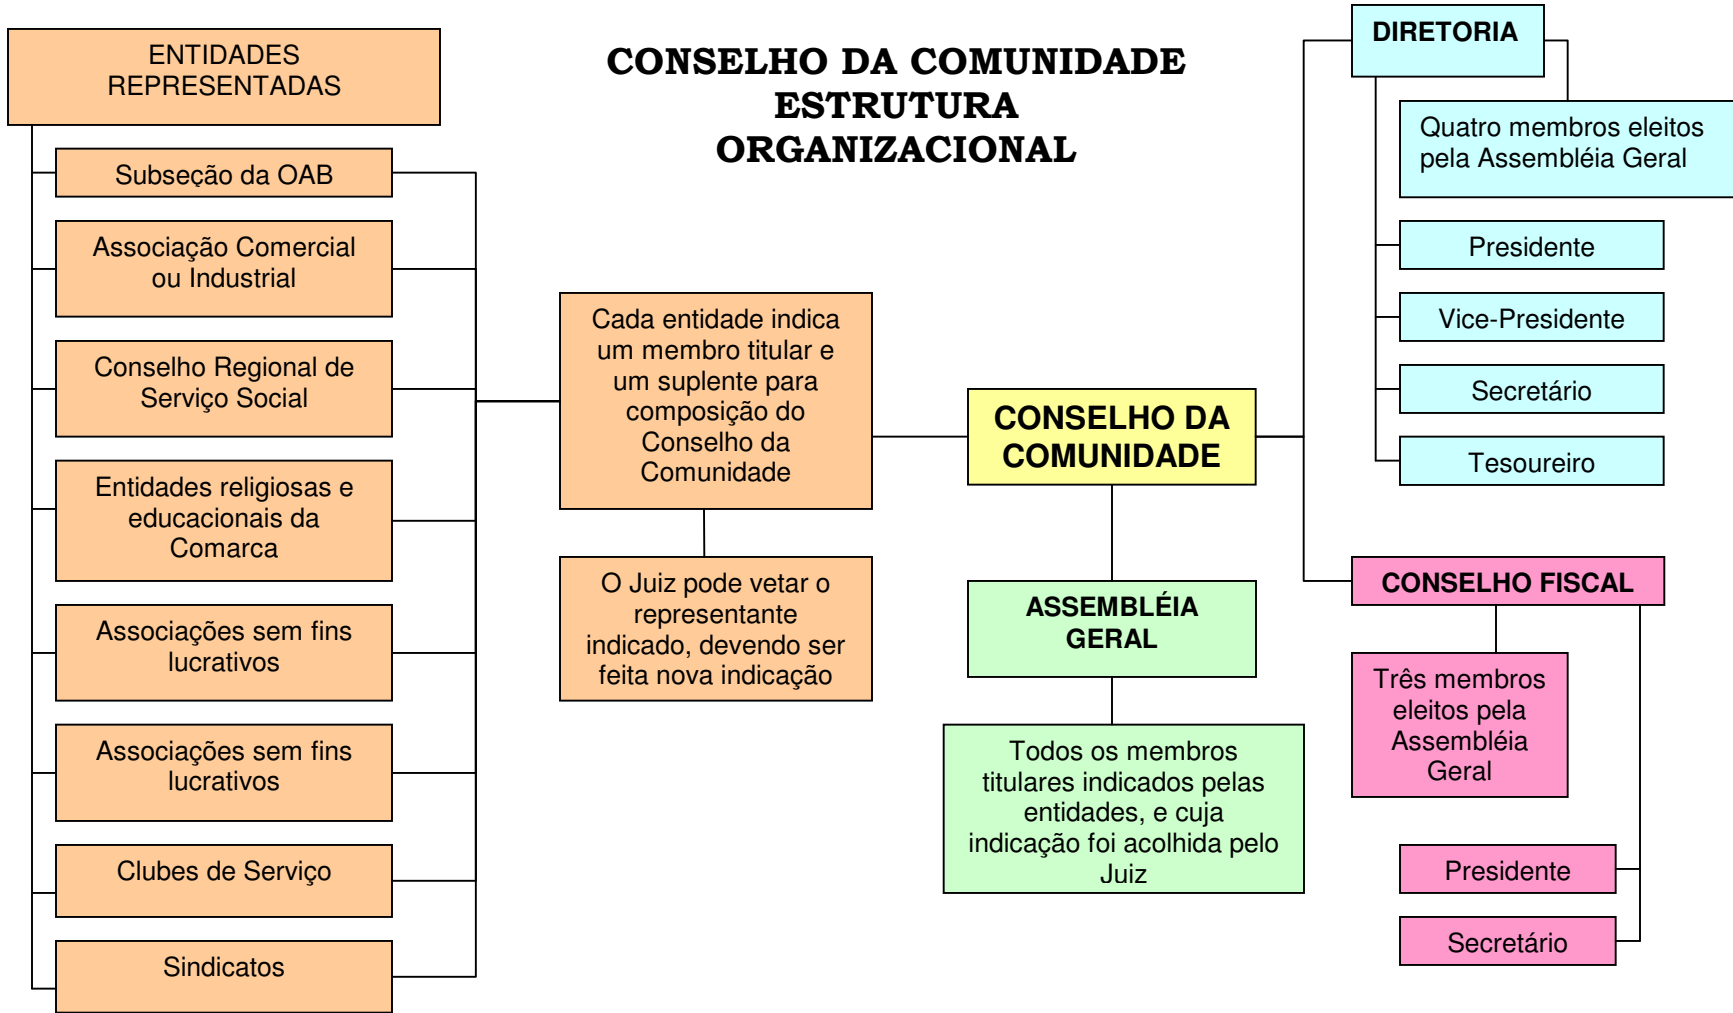 CONSELHO DA COMUNIDADE
ESTRUTURA
ORGANIZACIONAL
ENTIDADES
REPRESENTADAS
Subseção da OAB
Associação Comercial
ou Industrial
Conselho Regional de
Serviço Social
Entidades religiosas e
educacionais da
Comarca
Associações sem fins
lucrativos
Associações sem fins
lucrativos
Clubes de Serviço
Sindicatos
Cada entidade indica
um membro titular e
um suplente para
composição do
Conselho da
Comunidade
O Juiz pode vetar o
representante
indicado, devendo ser
feita nova indicação
CONSELHO DA
COMUNIDADE
ASSEMBLÉIA
GERAL
Todos os membros
titulares indicados pelas
entidades, e cuja
indicação foi acolhida pelo
Juiz
DIRETORIA
Quatro membros eleitos
pela Assembléia Geral
Presidente
Vice-Presidente
Secretário
Tesoureiro
CONSELHO FISCAL
Três membros
eleitos pela
Assembléia
Geral
Presidente
Secretário